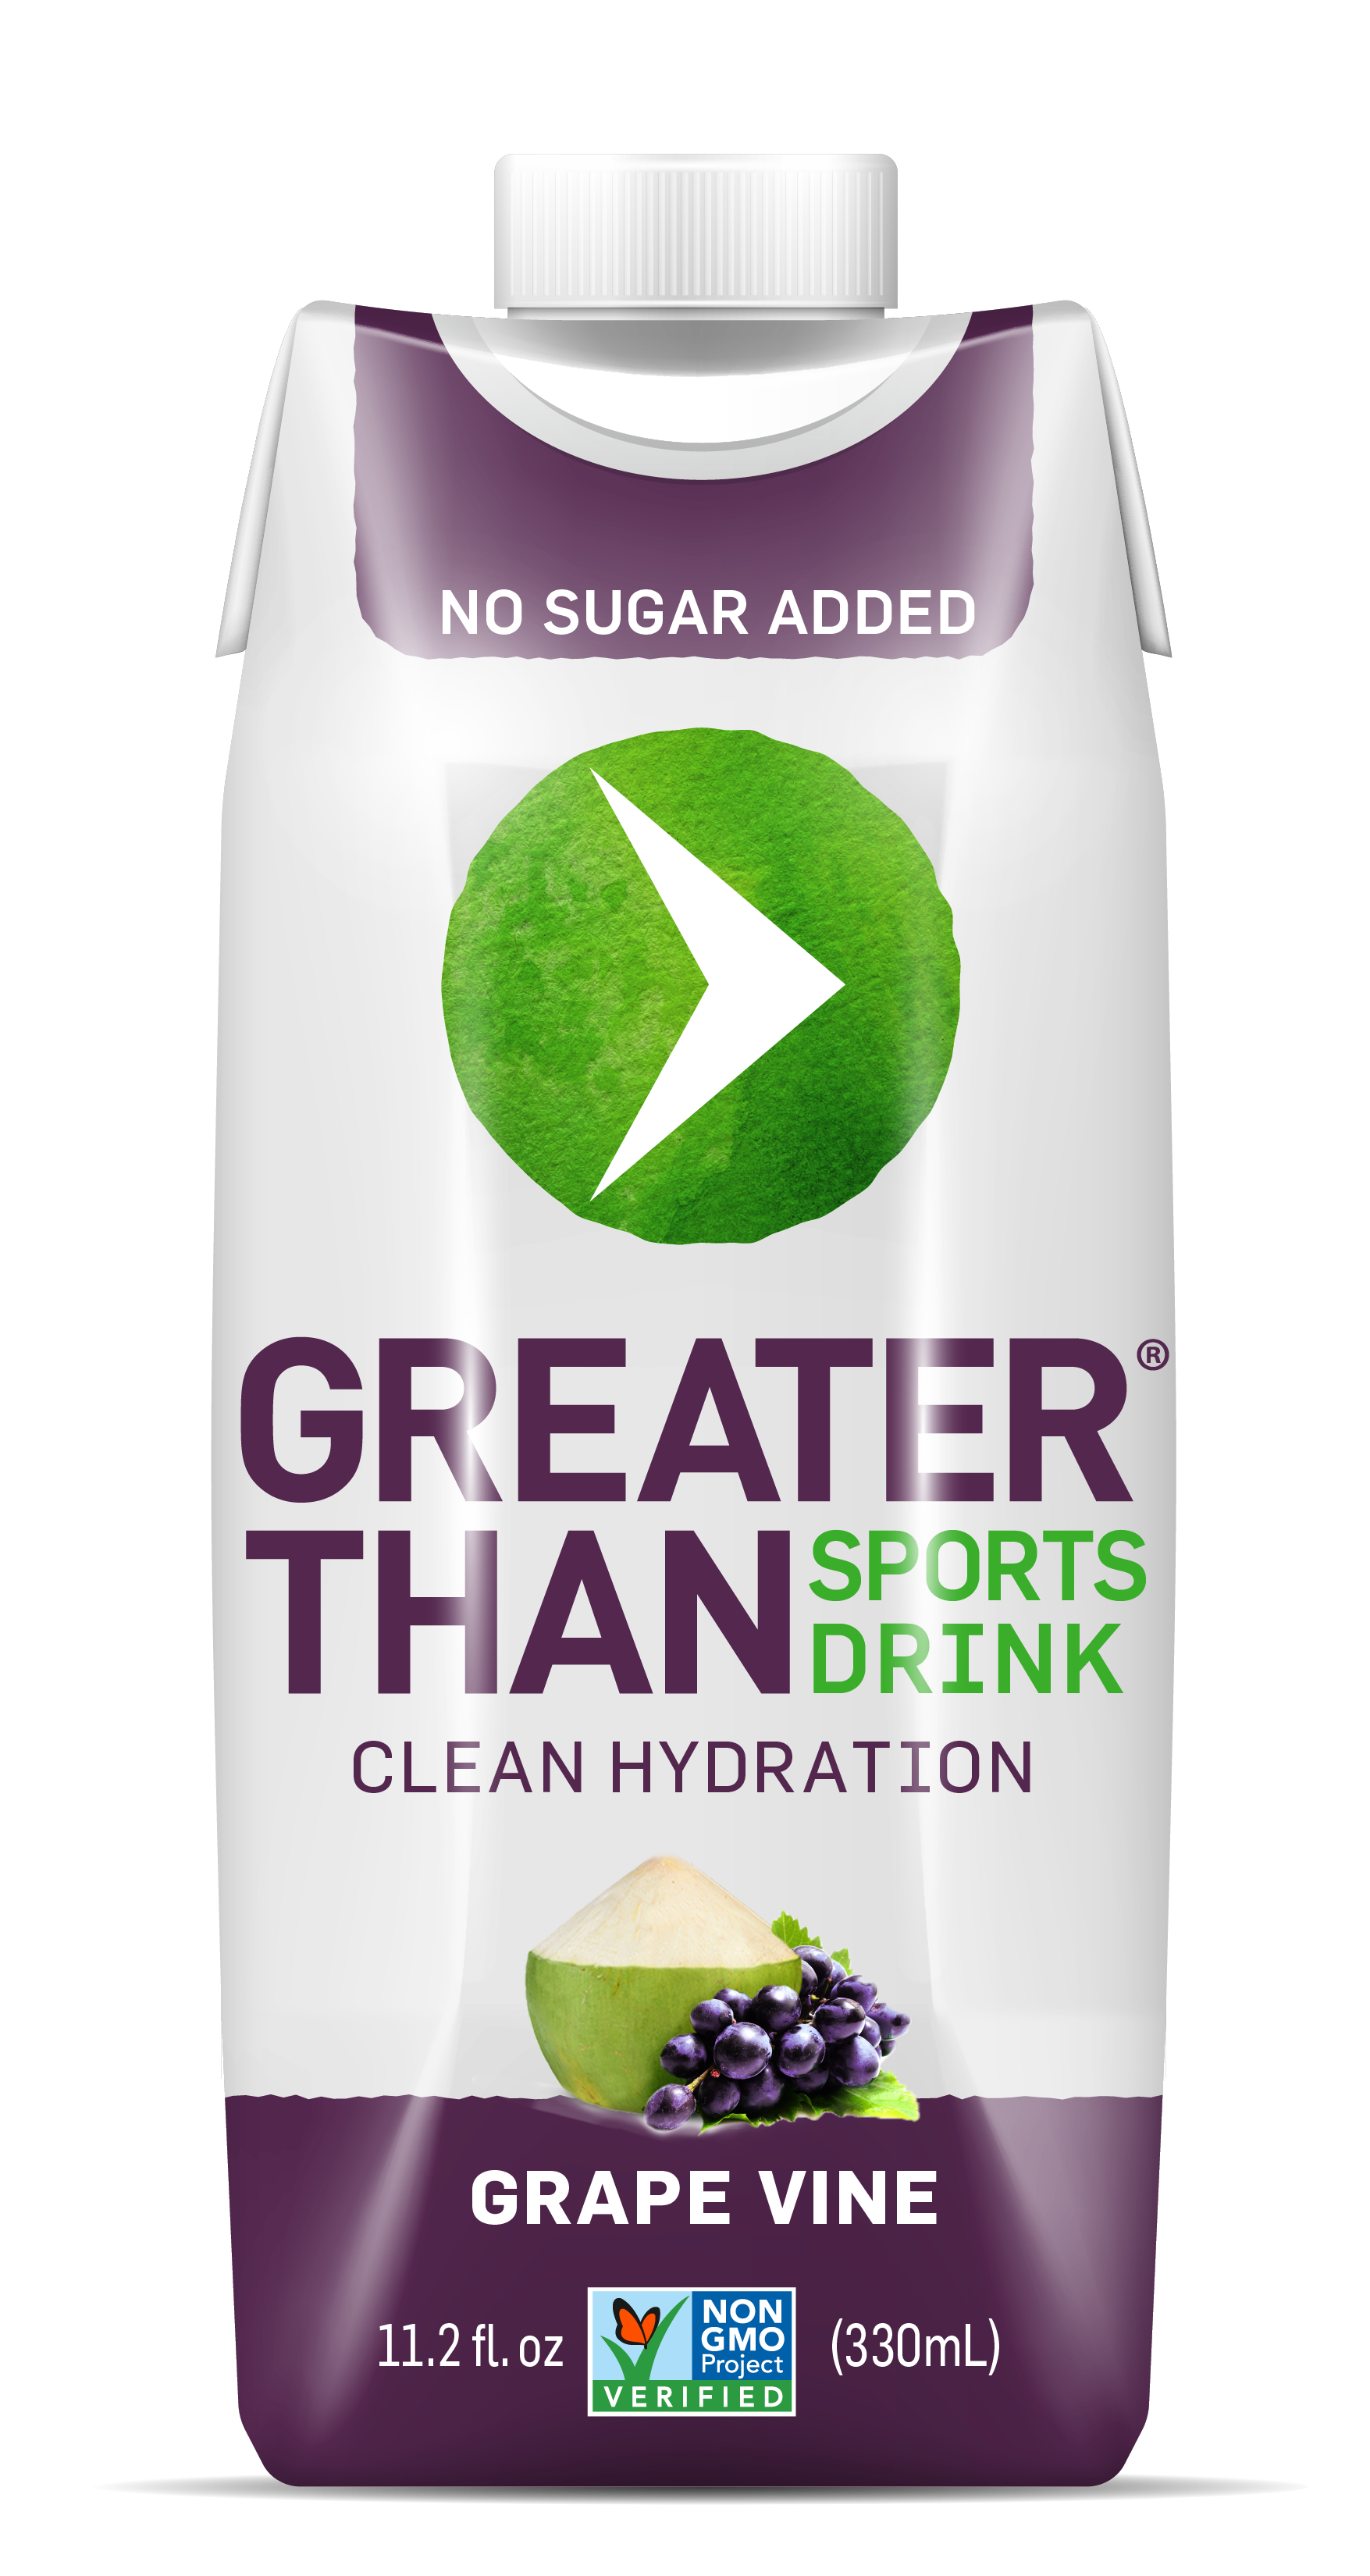 NO SUGAR ADDED
GREATER®
THAN SPORTS
DRINK
CLEAN HYDRATION
GRAPE VINE
11.2 fl. oz
NON
GMO
Project
VERIFIED
(330mL)